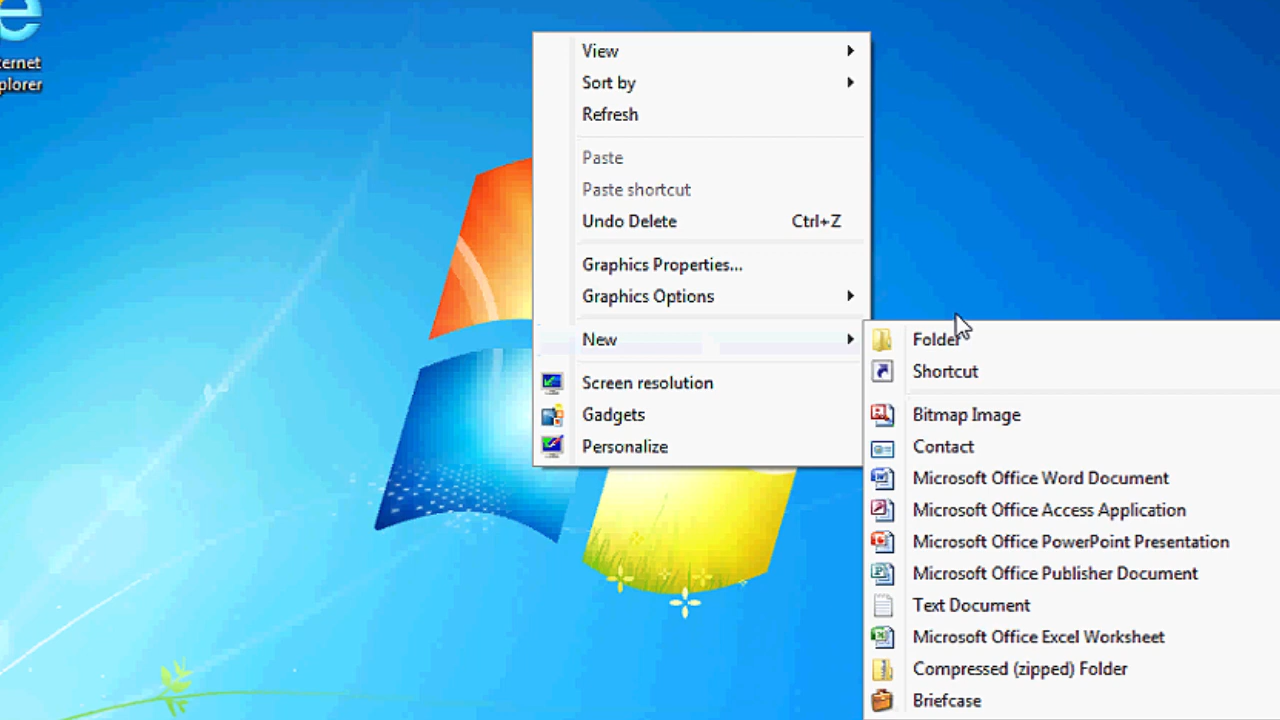 ternet
plorer
View
Sort by
Refresh
Paste
Paste shortcut
Undo Delete Ctrl+Z
Graphics Properties...
Graphics Options
New
Screen resolution
Gadgets
Personalize
Folder
Shortcut
Bitmap Image
Contact
Microsoft Office Word Document
Microsoft Office Access Application
Microsoft Office PowerPoint Presentation
Microsoft Office Publisher Document
Text Document
Microsoft Office Excel Worksheet
Compressed (zipped) Folder
Briefcase